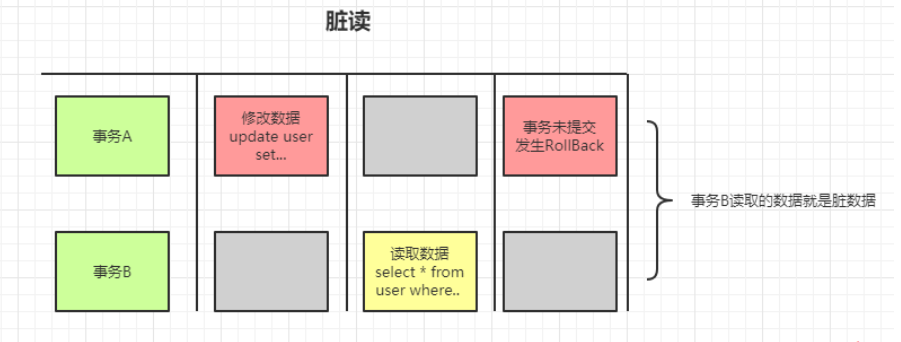 脏读
事务A
修改数据
update user
set...
事务未提交
发生RollBack
事务B读取的数据就是脏数据
事务B
读取数据
select * from
user where..